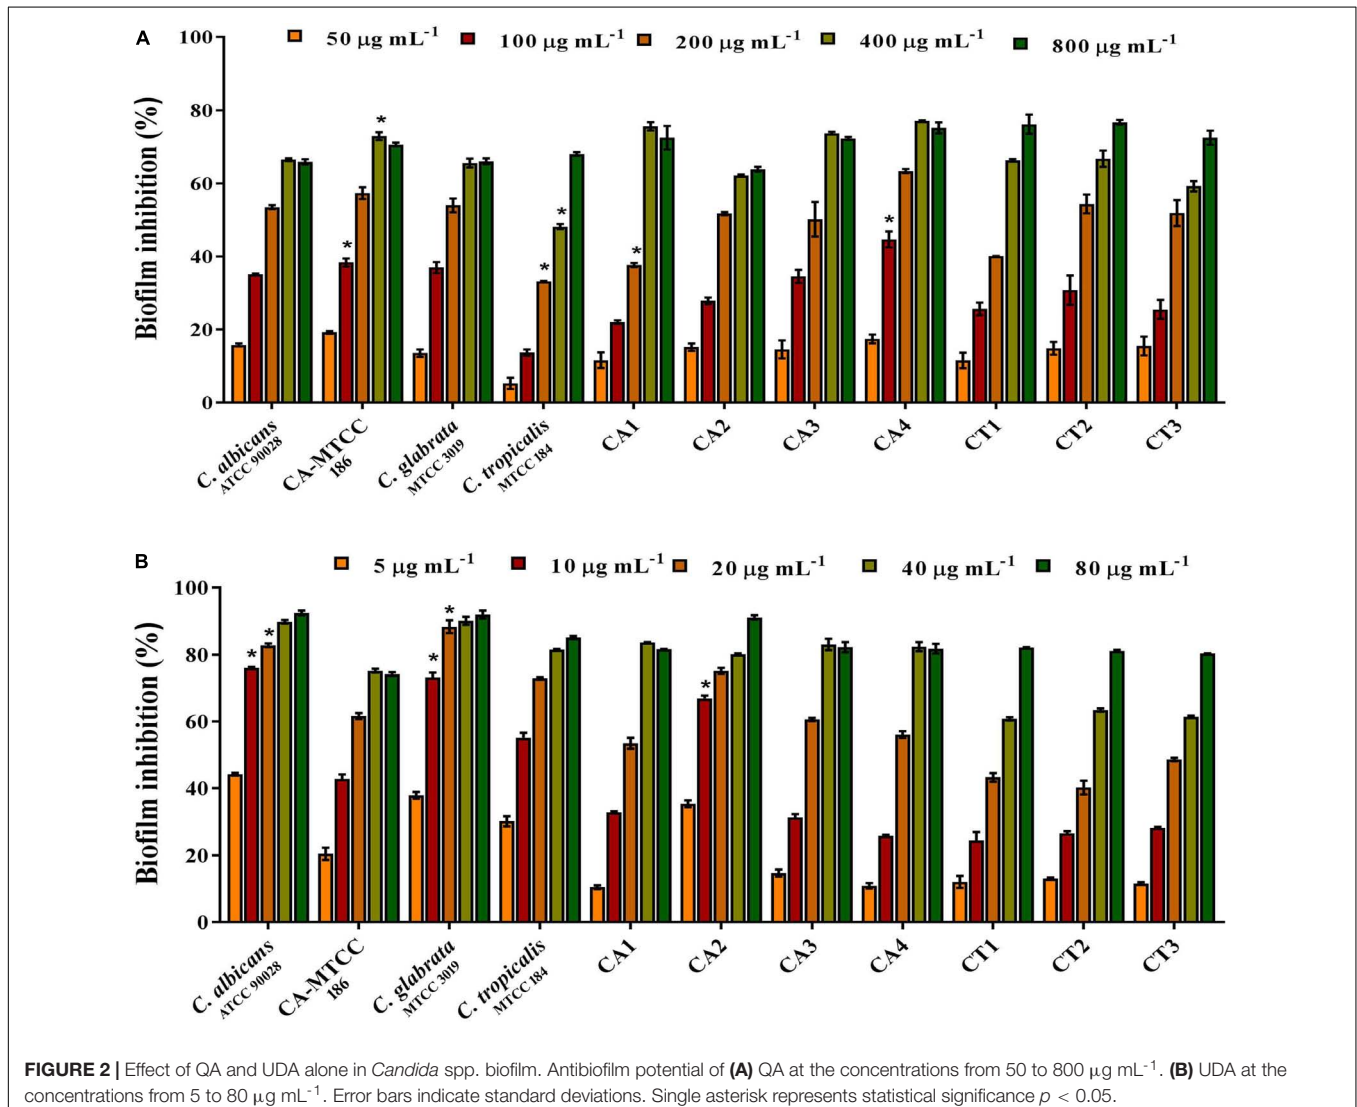 A
50 μg mL-1 100 μg mL-1 200 μg mL-1 400 μg mL-1 800 μg mL-1
Biofilm inhibition (%)
100
80
60
40
20
0
* * * * * *
C. albicans
ATCC 90028
CA-MTCC
186
C. glabrata
MTCC 3019
C. tropicalis
MTCC 184
CA1
CA2
CA3
CA4
CT1
CT2
CT3
B
5 μg mL-1 10 μg mL-1 20 μg mL-1 40 μg mL-1 80 μg mL-1
Biofilm inhibition (%)
100
80
60
40
20
0
* * * * *
C. albicans
ATCC 90028
CA-MTCC
186
C. glabrata
MTCC 3019
C. tropicalis
MTCC 184
CA1
CA2
CA3
CA4
CT1
CT2
CT3
FIGURE 2 | Effect of QA and UDA alone in Candida spp. biofilm. Antibiofilm potential of (A) QA at the concentrations from 50 to 800 μg mL-1. (B) UDA at the
concentrations from 5 to 80 μg mL-1. Error bars indicate standard deviations. Single asterisk represents statistical significance p < 0.05.